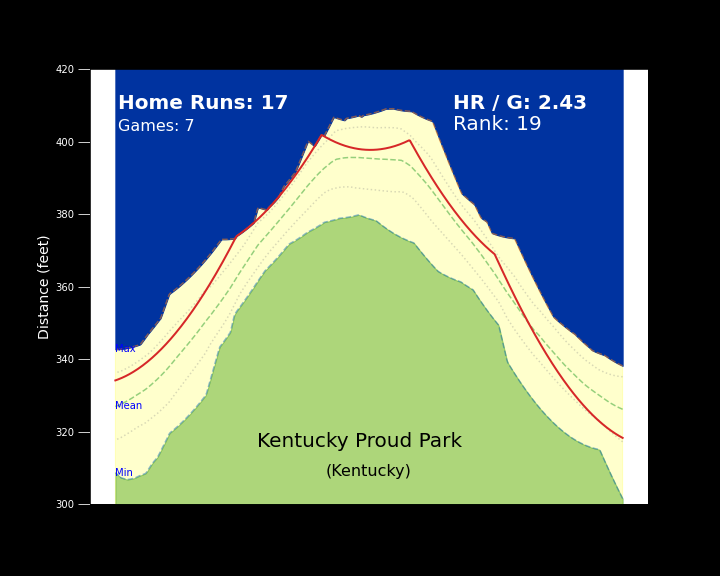 Home Runs: 17
Games: 7
HR / G: 2.43
Rank: 19
Distance (feet)
420
400
380
360
340
320
300
Max
Mean
Min
Kentucky Proud Park
(Kentucky)